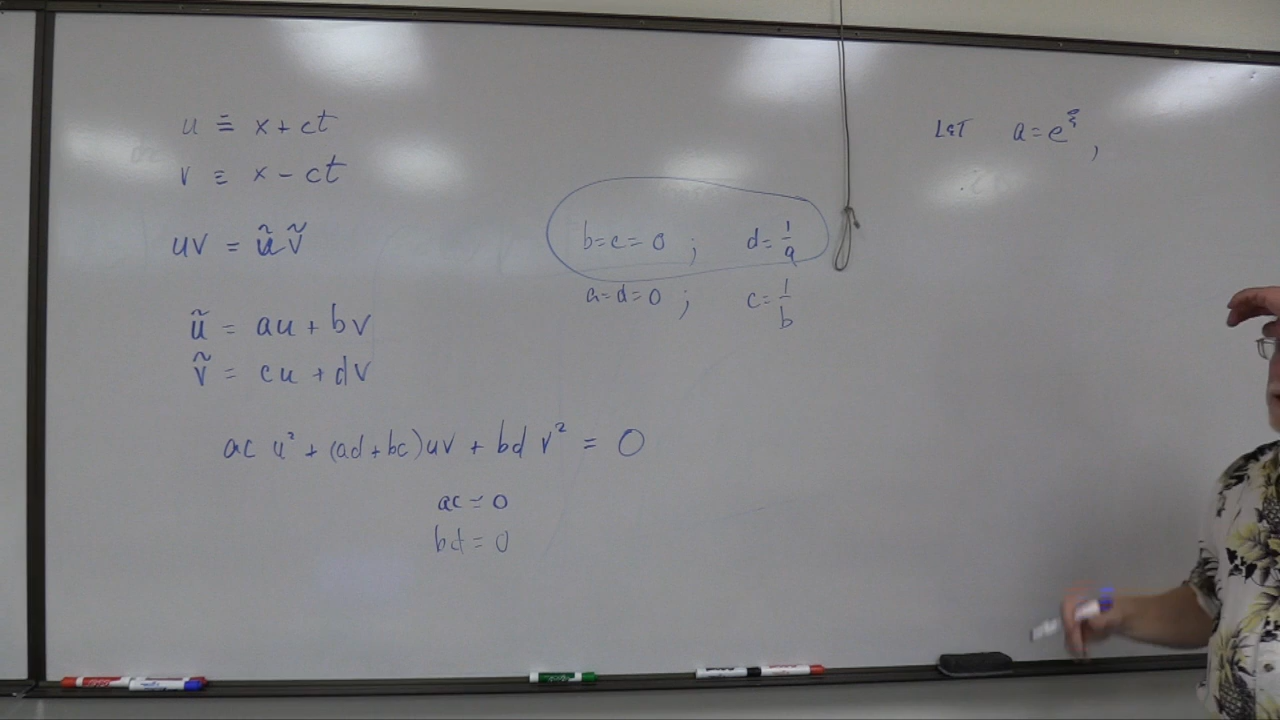 u ≡ x + ct
v ≡ x - ct
uv = ũṽ
ũ = au + bv
ṽ = cu + dv
ac u² + (ad + bc)uv + bd v² = 0
ac = 0
bd = 0
b = c = 0 ; d = 1/a
a = d = 0 ; c = 1/b
LET a = e^ξ ,